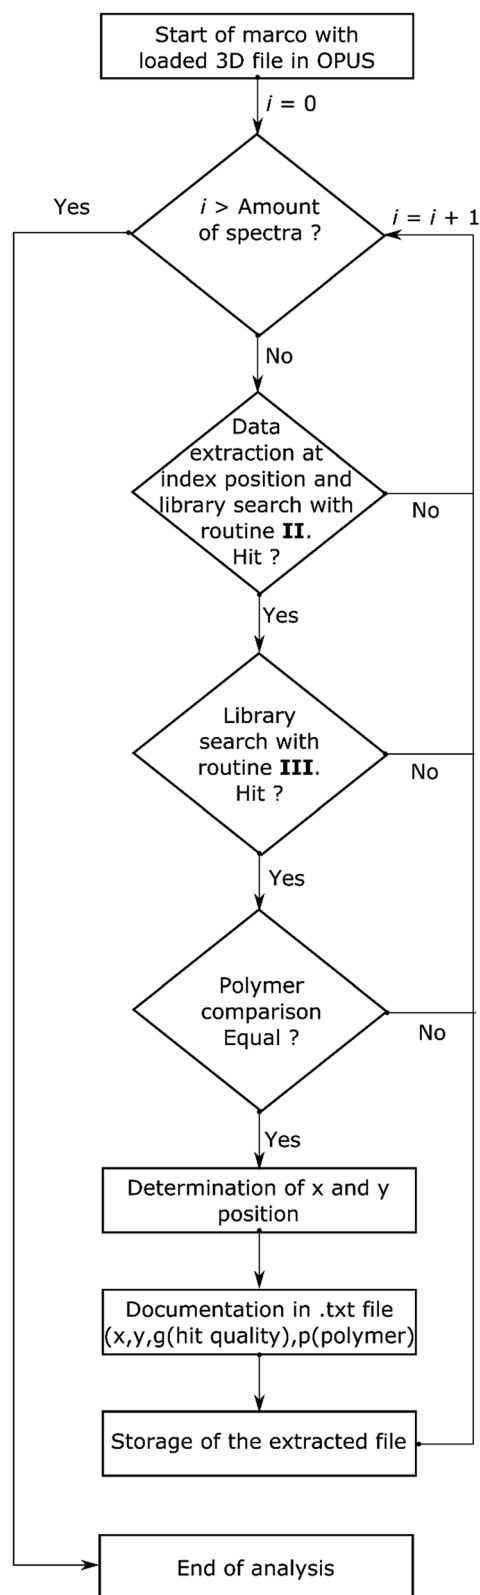 Start of marco with
loaded 3D file in OPUS
i = 0
Yes
i > Amount
of spectra ?
i = i + 1
No
Data
extraction at
index position and
library search with
routine II.
Hit ?
No
Yes
Library
search with
routine III.
Hit ?
No
Yes
Polymer
comparison
Equal ?
No
Yes
Determination of x and y
position
Documentation in .txt file
(x,y,g(hit quality),p(polymer)
Storage of the extracted file
End of analysis